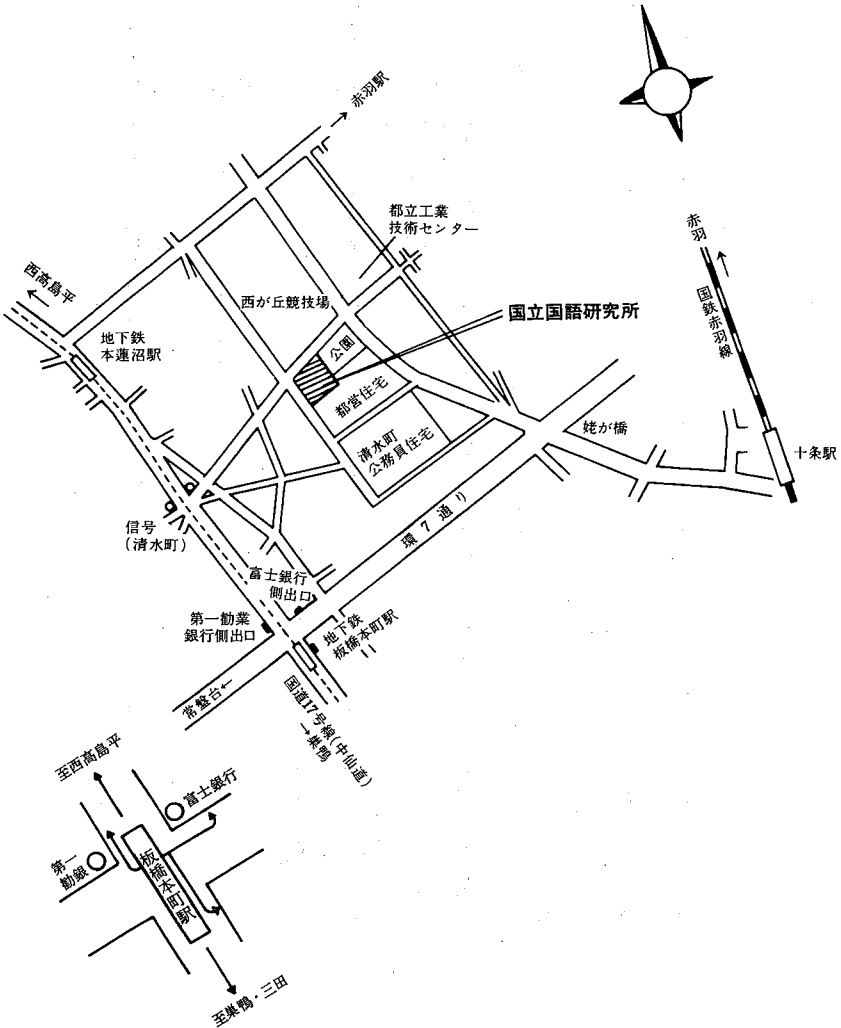 →赤羽駅
都立工業
技術センター
赤羽
←
国鉄赤羽線
西高島平
←
西が丘競技場
国立国語研究所
地下鉄
本蓮沼駅
公園
都営住宅
清水町
公務員住宅
姥が橋
十条駅
環7通り
信号
(清水町)
富士銀行
側出口
第一勧業
銀行側出口
地下鉄
板橋本町駅
常盤台←
国道17号線(中仙道)
→巣鴨
至西高島平
富士銀行
第一
勧銀
板橋本町駅
至巣鴨・三田